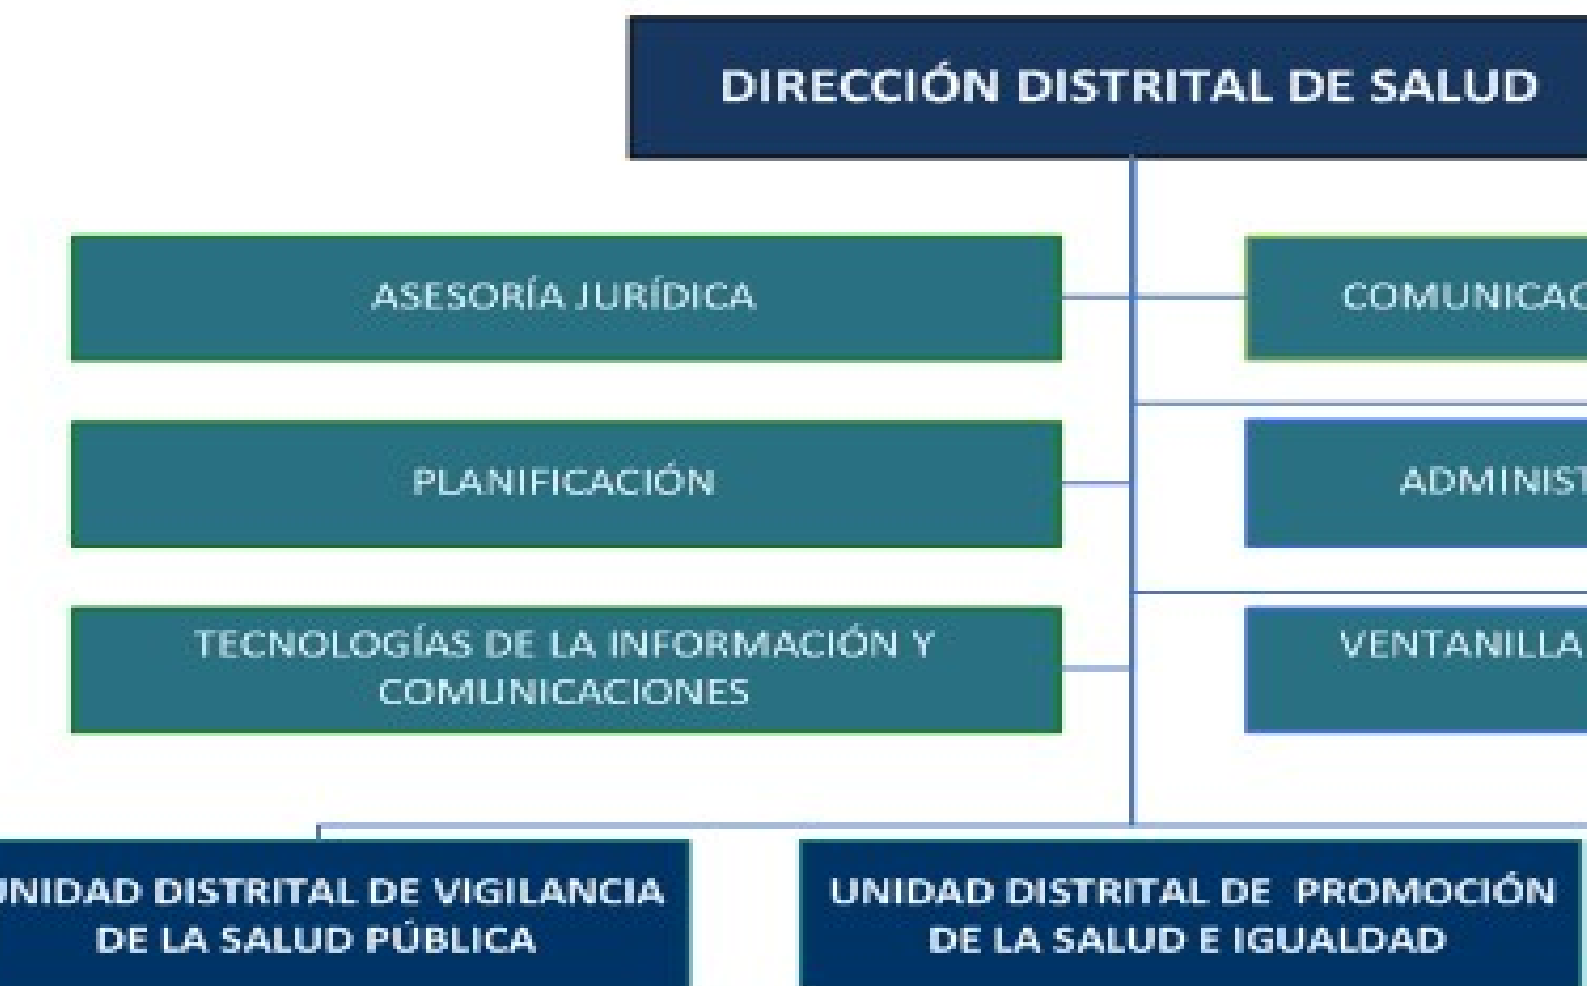 DIRECCIÓN DISTRITAL DE SALUD
ASESORÍA JURÍDICA
PLANIFICACIÓN
TECNOLOGÍAS DE LA INFORMACIÓN Y
COMUNICACIONES
VENTANILLA
UNIDAD DISTRITAL DE VIGILANCIA
DE LA SALUD PÚBLICA
UNIDAD DISTRITAL DE PROMOCIÓN
DE LA SALUD E IGUALDAD